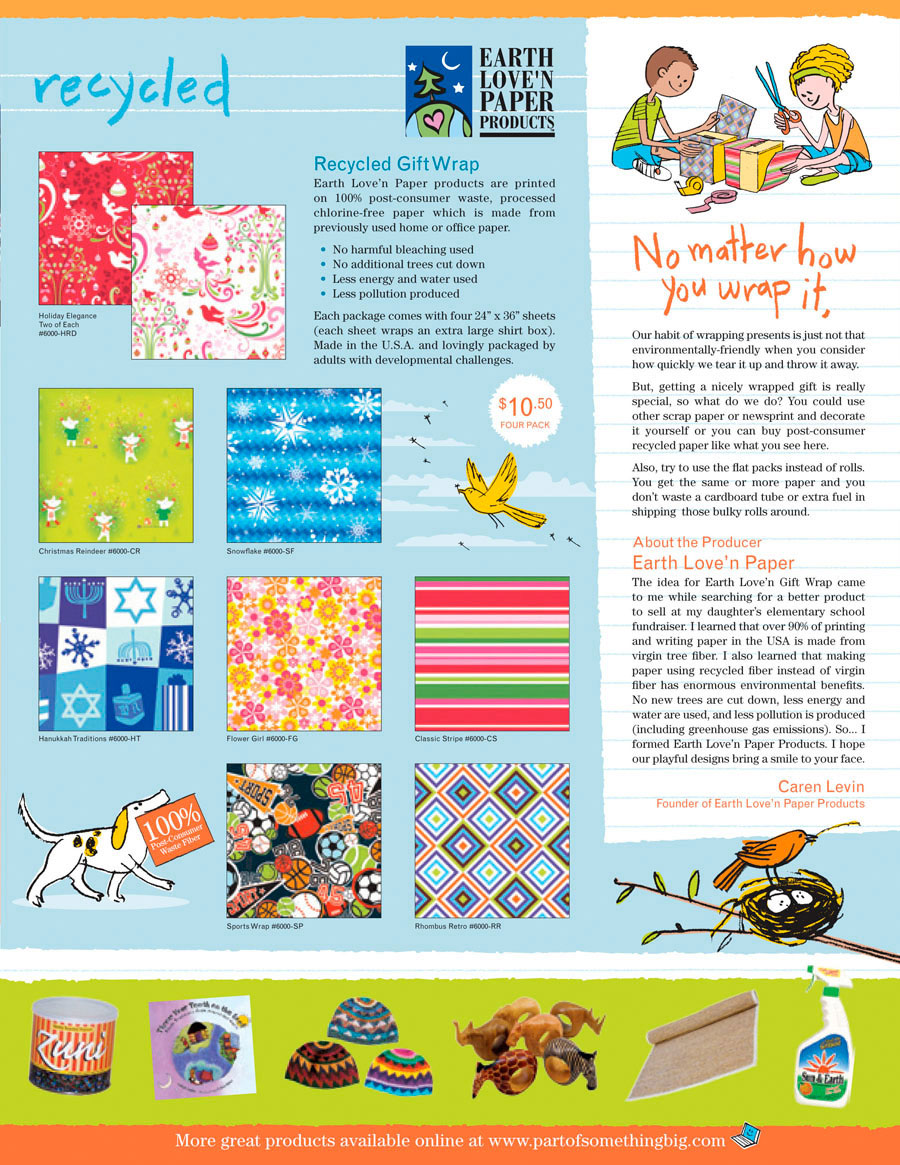 recycled
EARTH
LOVE'N
PAPER
PRODUCTS
Recycled Gift Wrap
Earth Love'n Paper products are printed
on 100% post-consumer waste, processed
chlorine-free paper which is made from
previously used home or office paper.
• No harmful bleaching used
• No additional trees cut down
• Less energy and water used
• Less pollution produced
Each package comes with four 24" x 36" sheets
(each sheet wraps an extra large shirt box).
Made in the U.S.A. and lovingly packaged by
adults with developmental challenges.
Holiday Elegance
Two of Each
#6000-HRD
$10.50
FOUR PACK
Christmas Reindeer #6000-CR
Snowflake #6000-SF
Hanukkah Traditions #6000-HT
Flower Girl #6000-FG
Classic Stripe #6000-CS
100%
Post-Consumer
Waste Fiber
SPORT
Sports Wrap #6000-SP
Rhombus Retro #6000-RR
No matter how
you wrap it,
Our habit of wrapping presents is just not that
environmentally-friendly when you consider
how quickly we tear it up and throw it away.
But, getting a nicely wrapped gift is really
special, so what do we do? You could use
other scrap paper or newsprint and decorate
it yourself or you can buy post-consumer
recycled paper like what you see here.
Also, try to use the flat packs instead of rolls.
You get the same or more paper and you
don't waste a cardboard tube or extra fuel in
shipping those bulky rolls around.
About the Producer
Earth Love'n Paper
The idea for Earth Love'n Gift Wrap came
to me while searching for a better product
to sell at my daughter's elementary school
fundraiser. I learned that over 90% of printing
and writing paper in the USA is made from
virgin tree fiber. I also learned that making
paper using recycled fiber instead of virgin
fiber has enormous environmental benefits.
No new trees are cut down, less energy and
water are used, and less pollution is produced
(including greenhouse gas emissions). So... I
formed Earth Love'n Paper Products. I hope
our playful designs bring a smile to your face.
Caren Levin
Founder of Earth Love'n Paper Products
Zuni
Throw Your Tooth on the Roof
Sun & Earth
More great products available online at www.partofsomethingbig.com